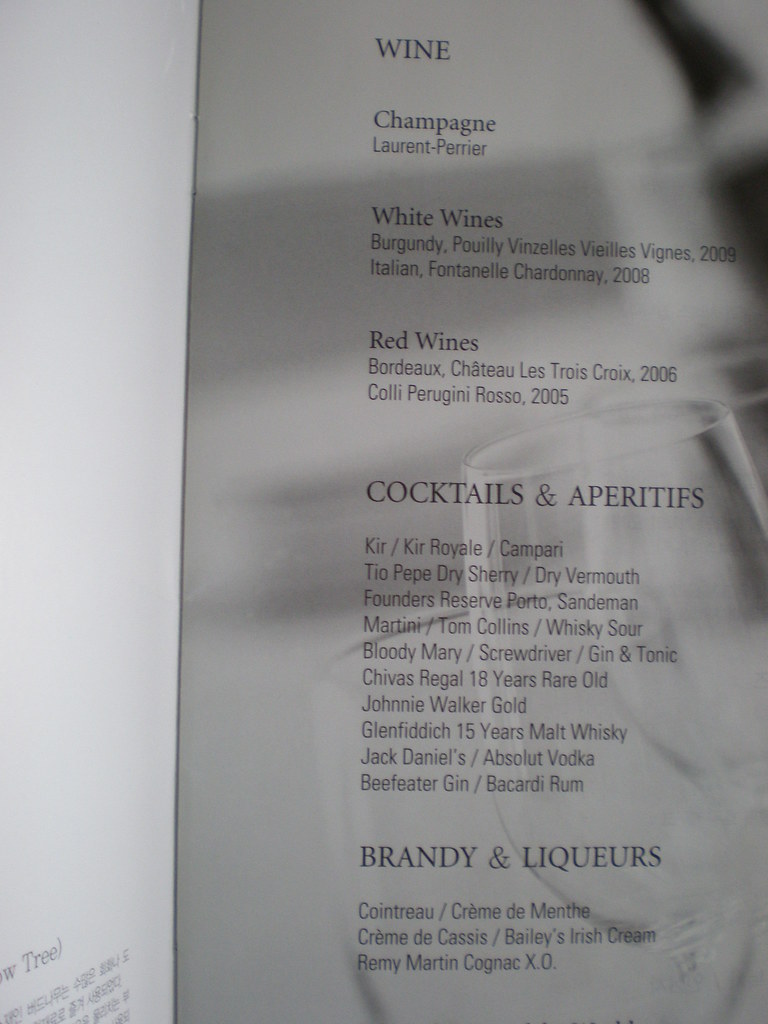 WINE
Champagne
Laurent-Perrier
White Wines
Burgundy, Pouilly Vinzelles Vieilles Vignes, 2009
Italian, Fontanelle Chardonnay, 2008
Red Wines
Bordeaux, Château Les Trois Croix, 2006
Colli Perugini Rosso, 2005
COCKTAILS & APERITIFS
Kir / Kir Royale / Campari
Tio Pepe Dry Sherry / Dry Vermouth
Founders Reserve Porto, Sandeman
Martini / Tom Collins / Whisky Sour
Bloody Mary / Screwdriver / Gin & Tonic
Chivas Regal 18 Years Rare Old
Johnnie Walker Gold
Glenfiddich 15 Years Malt Whisky
Jack Daniel's / Absolut Vodka
Beefeater Gin / Bacardi Rum
BRANDY & LIQUEURS
Cointreau / Crème de Menthe
Crème de Cassis / Bailey's Irish Cream
Remy Martin Cognac X.O.
ow Tree)